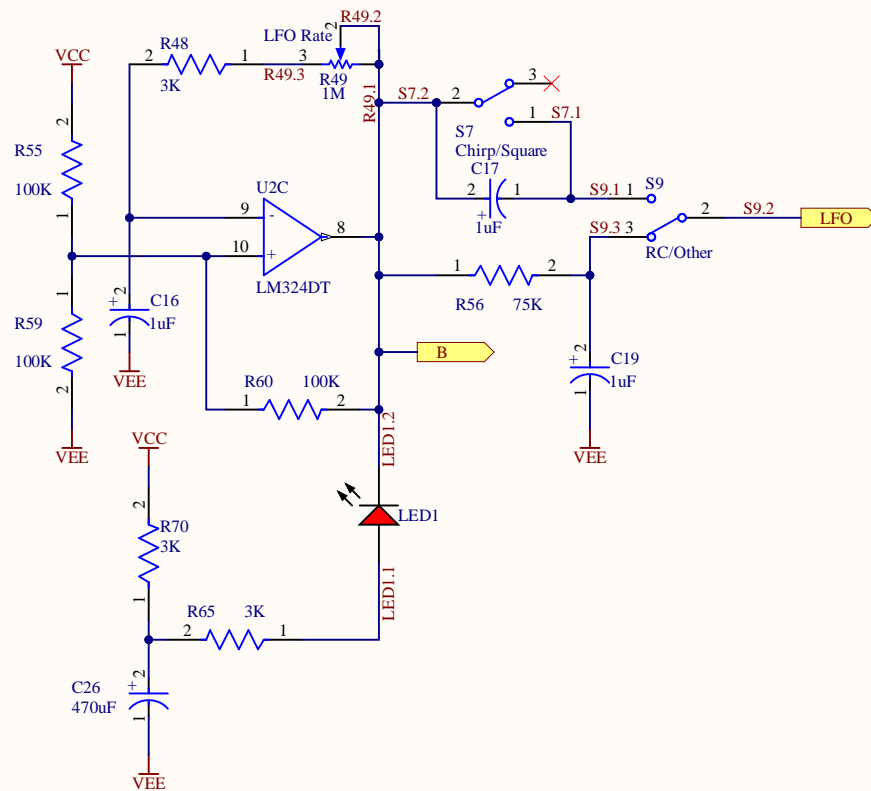 R49.2
LFO Rate
2
VCC
R48
2
1
3
R49.3
R49
1M
3K
R49.1
S7.2
2
3
1
S7.1
S7
Chirp/Square
C17
2
1
+
1uF
S9.1
1
S9
S9.3
3
2
S9.2
LFO
RC/Other
2
R55
100K
1
U2C
9
-
8
10
+
LM324DT
1
R56
2
75K
1
R59
100K
2
VEE
2
+
C16
1uF
1
VEE
B
2
+
C19
1uF
1
VEE
R60
100K
1
2
LED1.2
VCC
2
R70
3K
1
LED1
LED1.1
R65
3K
2
1
C26
470uF
2
+
1
VEE